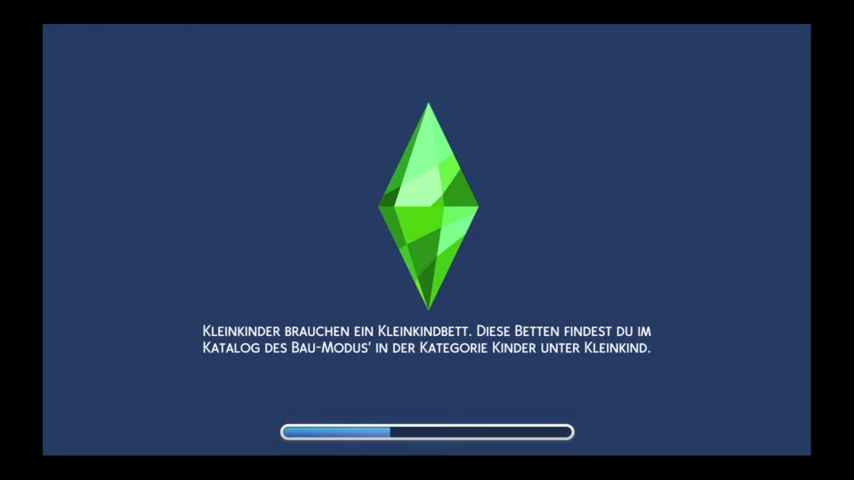 Kleinkinder brauchen ein Kleinkindbett. Diese Betten findest du im
Katalog des Bau-Modus' in der Kategorie Kinder unter Kleinkind.